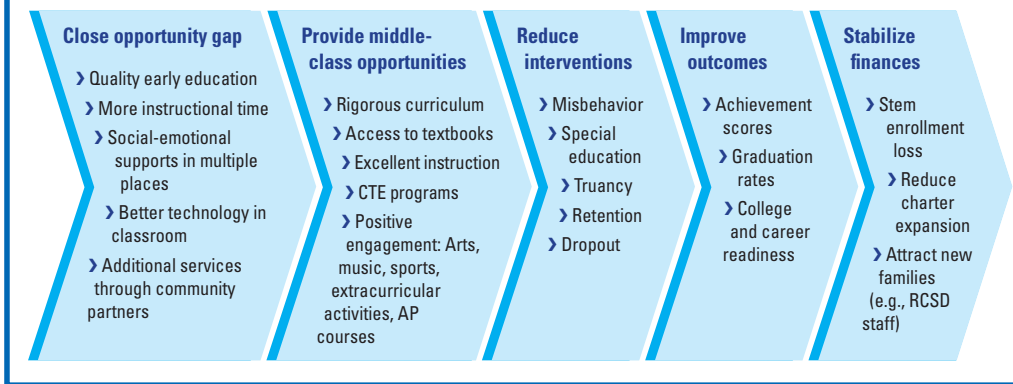 Close opportunity gap
❯ Quality early education
❯ More instructional time
❯ Social-emotional
supports in multiple
places
❯ Better technology in
classroom
❯ Additional services
through community
partners
Provide middle-
class opportunities
❯ Rigorous curriculum
❯ Access to textbooks
❯ Excellent instruction
❯ CTE programs
❯ Positive
engagement: Arts,
music, sports,
extracurricular
activities, AP
courses
Reduce
interventions
❯ Misbehavior
❯ Special
education
❯ Truancy
❯ Retention
❯ Dropout
Improve
outcomes
❯ Achievement
scores
❯ Graduation
rates
❯ College
and career
readiness
Stabilize
finances
❯ Stem
enrollment
loss
❯ Reduce
charter
expansion
❯ Attract new
families
(e.g., RCSD
staff)